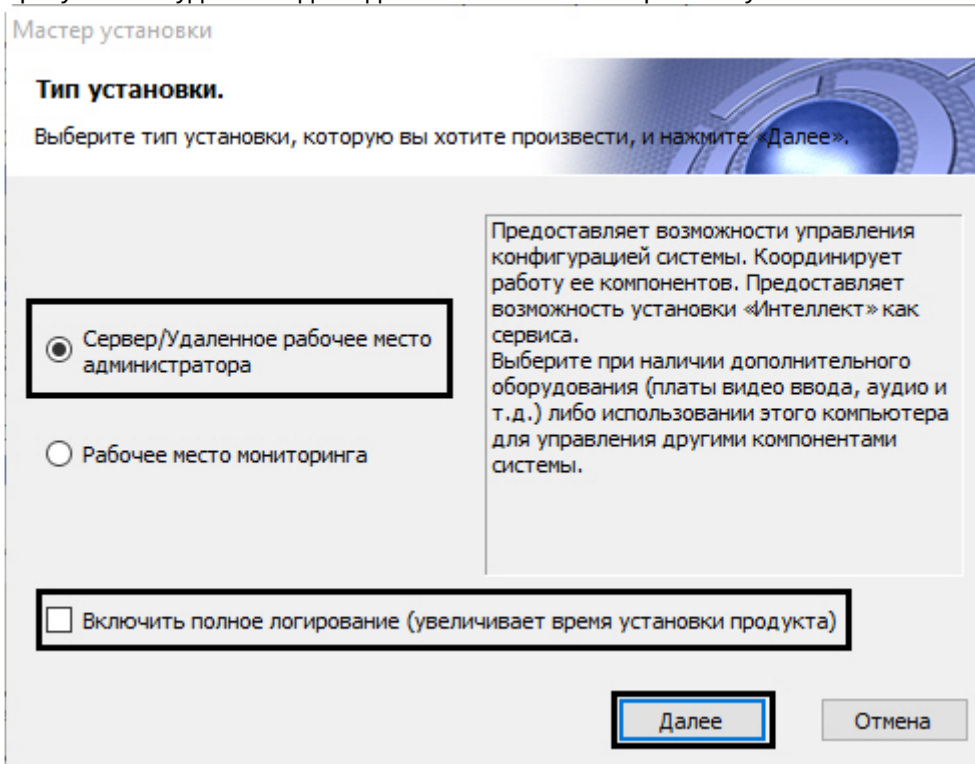 Мастер установки
Тип установки.
Выберите тип установки, которую вы хотите произвести, и нажмите «Далее».
Сервер/Удаленное рабочее место
администратора
Рабочее место мониторинга
Предоставляет возможности управления
конфигурацией системы. Координирует
работу ее компонентов. Предоставляет
возможность установки «Интеллект» как
сервиса.
Выберите при наличии дополнительного
оборудования (платы видео ввода, аудио и
т.д.) либо использовании этого компьютера
для управления другими компонентами
системы.
Включить полное логирование (увеличивает время установки продукта)
Далее
Отмена